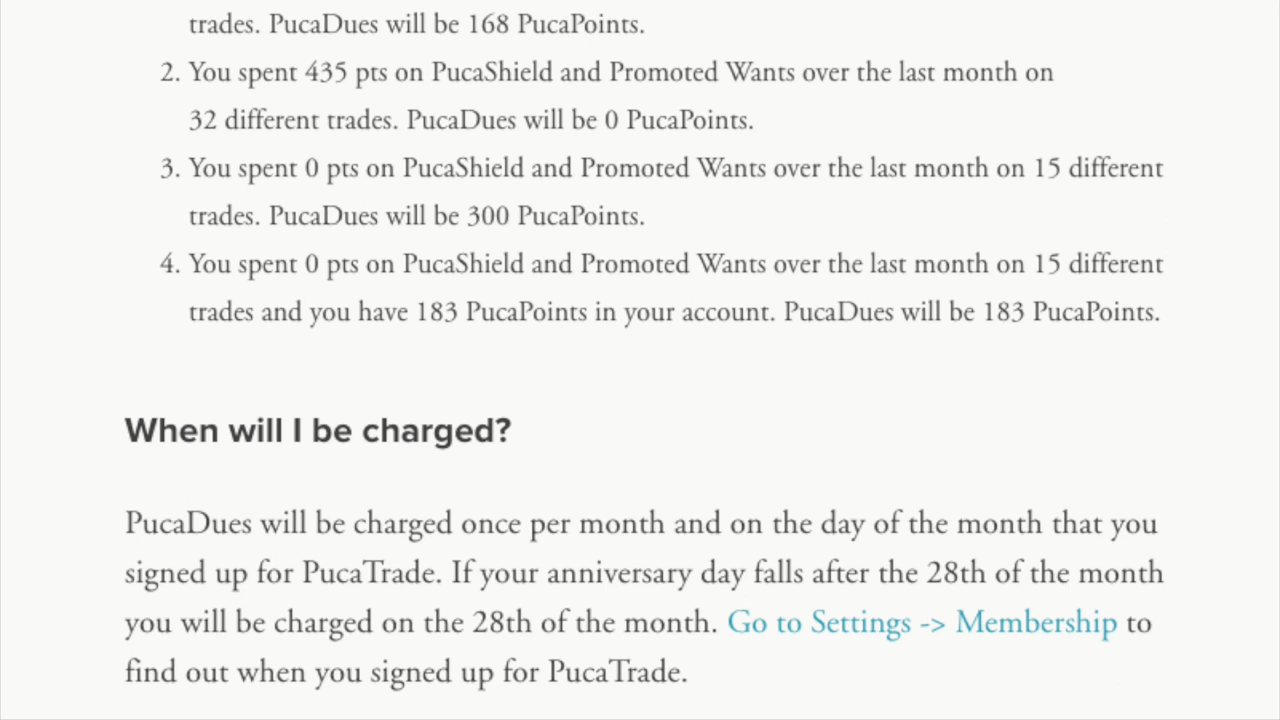 trades. PucaDues will be 168 PucaPoints.
2. You spent 435 pts on PucaShield and Promoted Wants over the last month on
32 different trades. PucaDues will be 0 PucaPoints.
3. You spent 0 pts on PucaShield and Promoted Wants over the last month on 15 different
trades. PucaDues will be 300 PucaPoints.
4. You spent 0 pts on PucaShield and Promoted Wants over the last month on 15 different
trades and you have 183 PucaPoints in your account. PucaDues will be 183 PucaPoints.
When will I be charged?
PucaDues will be charged once per month and on the day of the month that you
signed up for PucaTrade. If your anniversary day falls after the 28th of the month
you will be charged on the 28th of the month. Go to Settings -> Membership to
find out when you signed up for PucaTrade.